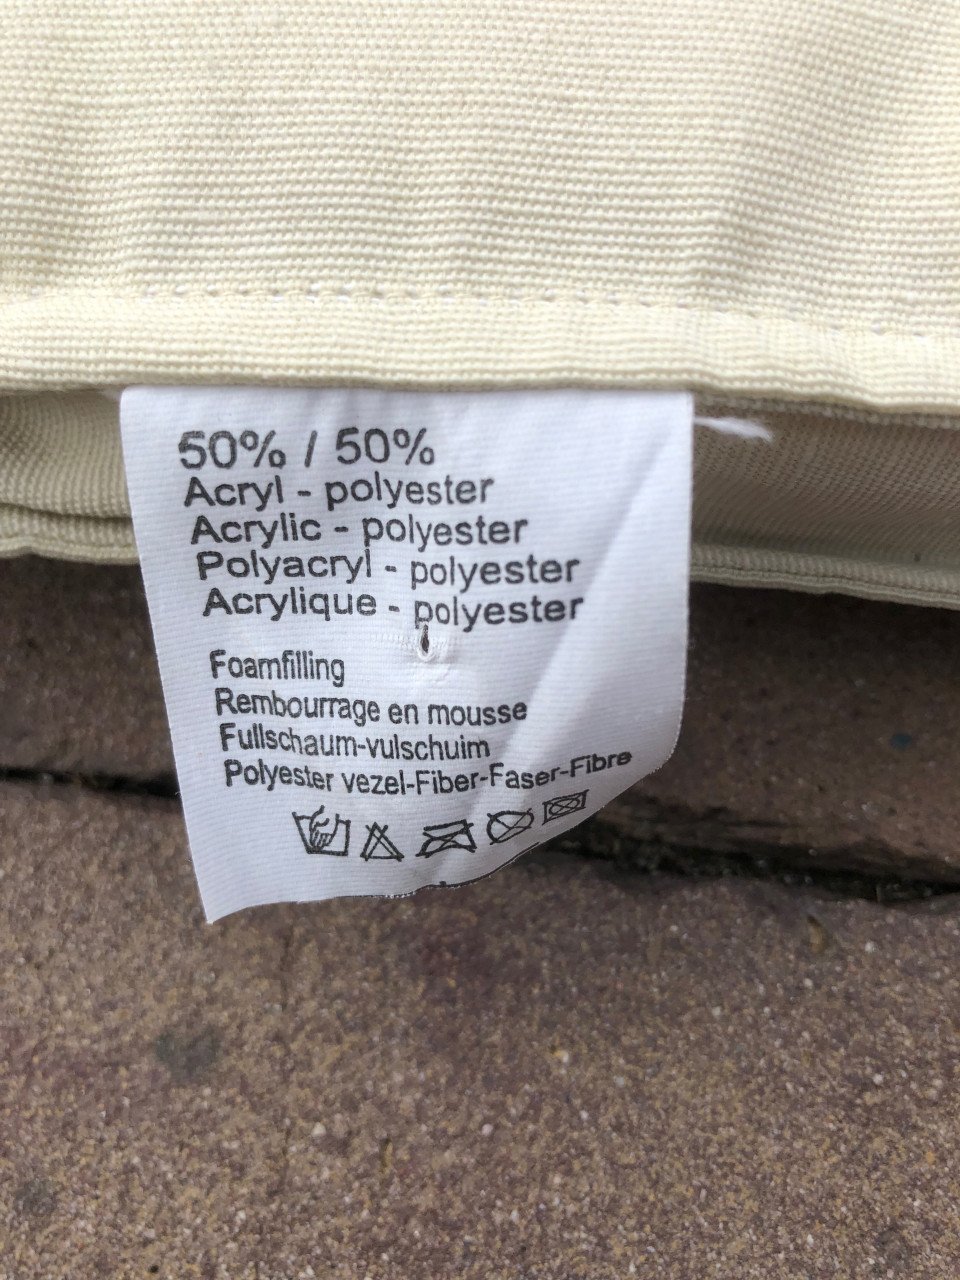 50% / 50%
Acryl - polyester
Acrylic - polyester
Polyacryl - polyester
Acrylique - polyester
Foamfilling
Rembourrage en mousse
Fullschaum-vulschuim
Polyester vezel-Fiber-Faser-Fibre